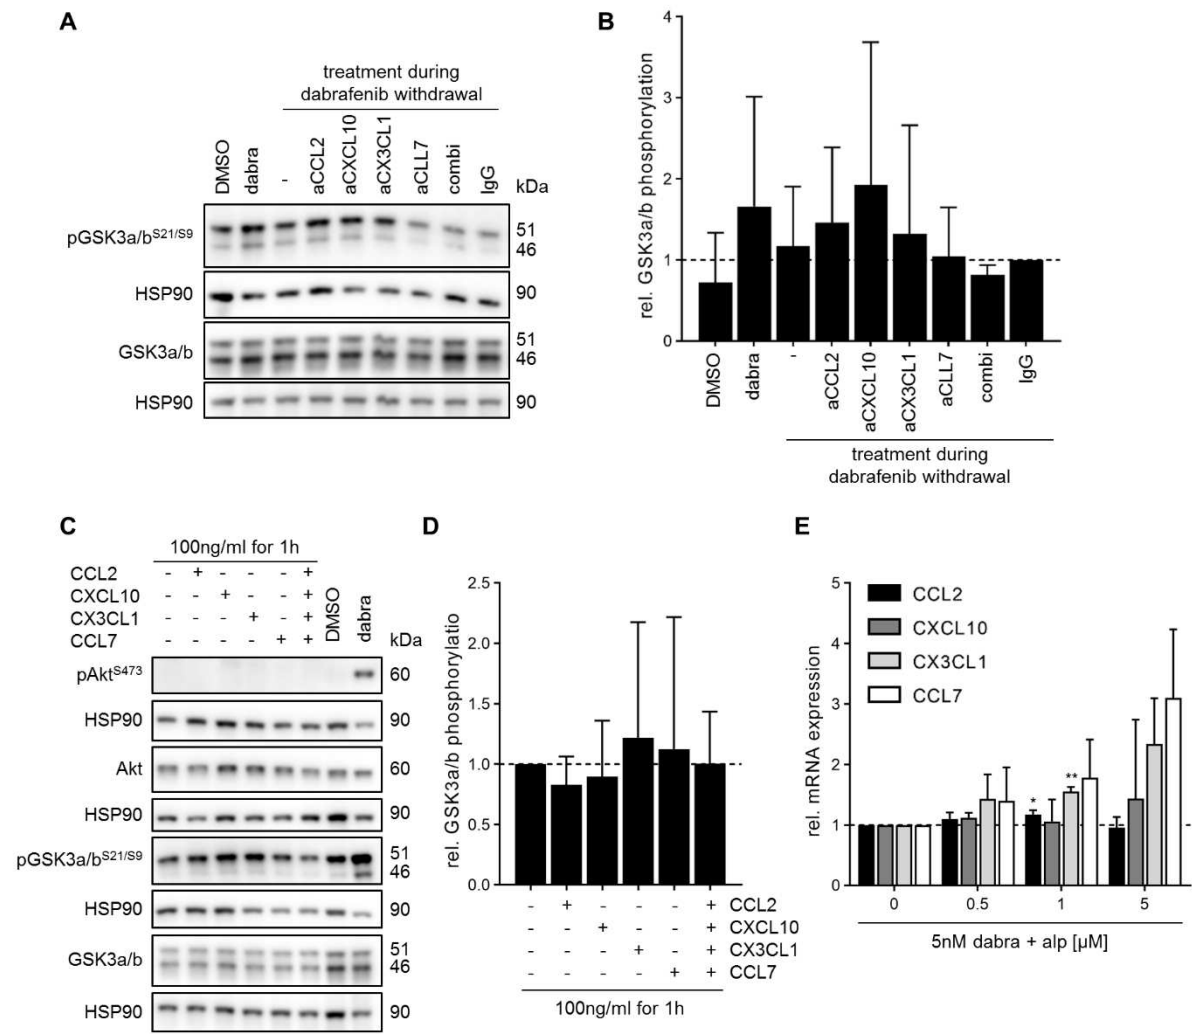 A
treatment during
dabrafenib withdrawal
DMSO
dabra
-
aCCL2
aCXCL10
aCX3CL1
aCLL7
combi
IgG
kDa
pGSK3a/b^S21/S9
51
46
HSP90
90
GSK3a/b
51
46
HSP90
90
B
rel. GSK3a/b phosphorylation
4
3
2
1
0
DMSO
dabra
-
aCCL2
aCXCL10
aCX3CL1
aCLL7
combi
IgG
treatment during
dabrafenib withdrawal
C
100ng/ml for 1h
CCL2 - + - - - +
CXCL10 - - + - - +
CX3CL1 - - - + - +
CCL7 - - - - + +
DMSO
dabra
kDa
pAkt^S473
60
HSP90
90
Akt
60
HSP90
90
pGSK3a/b^S21/S9
51
46
HSP90
90
GSK3a/b
51
46
HSP90
90
D
rel. GSK3a/b phosphorylatio
2.5
2.0
1.5
1.0
0.5
0.0
- + - - - + CCL2
- - + - - + CXCL10
- - - + - + CX3CL1
- - - - + + CCL7
100ng/ml for 1h
E
CCL2
CXCL10
CX3CL1
CCL7
rel. mRNA expression
5
4
3
2
1
0
*
**
0 0.5 1 5
5nM dabra + alp [µM]